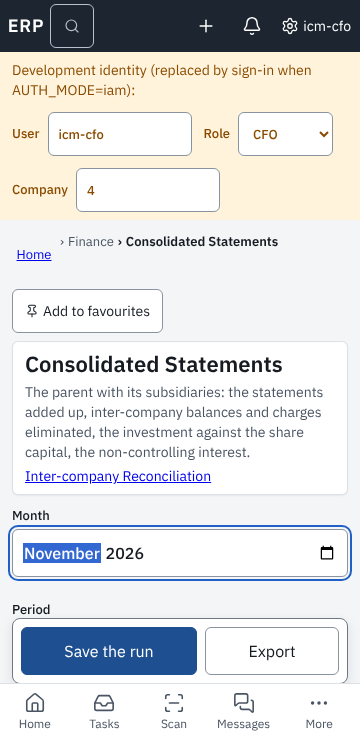 ERP
icm-cfo
Development identity (replaced by sign-in when
AUTH_MODE=iam):
User icm-cfo Role CFO
Company 4
Home › Finance › Consolidated Statements
Add to favourites
Consolidated Statements
The parent with its subsidiaries: the statements
added up, inter-company balances and charges
eliminated, the investment against the share
capital, the non-controlling interest.
Inter-company Reconciliation
Month
November 2026
Period
Save the run Export
Home Tasks Scan Messages More